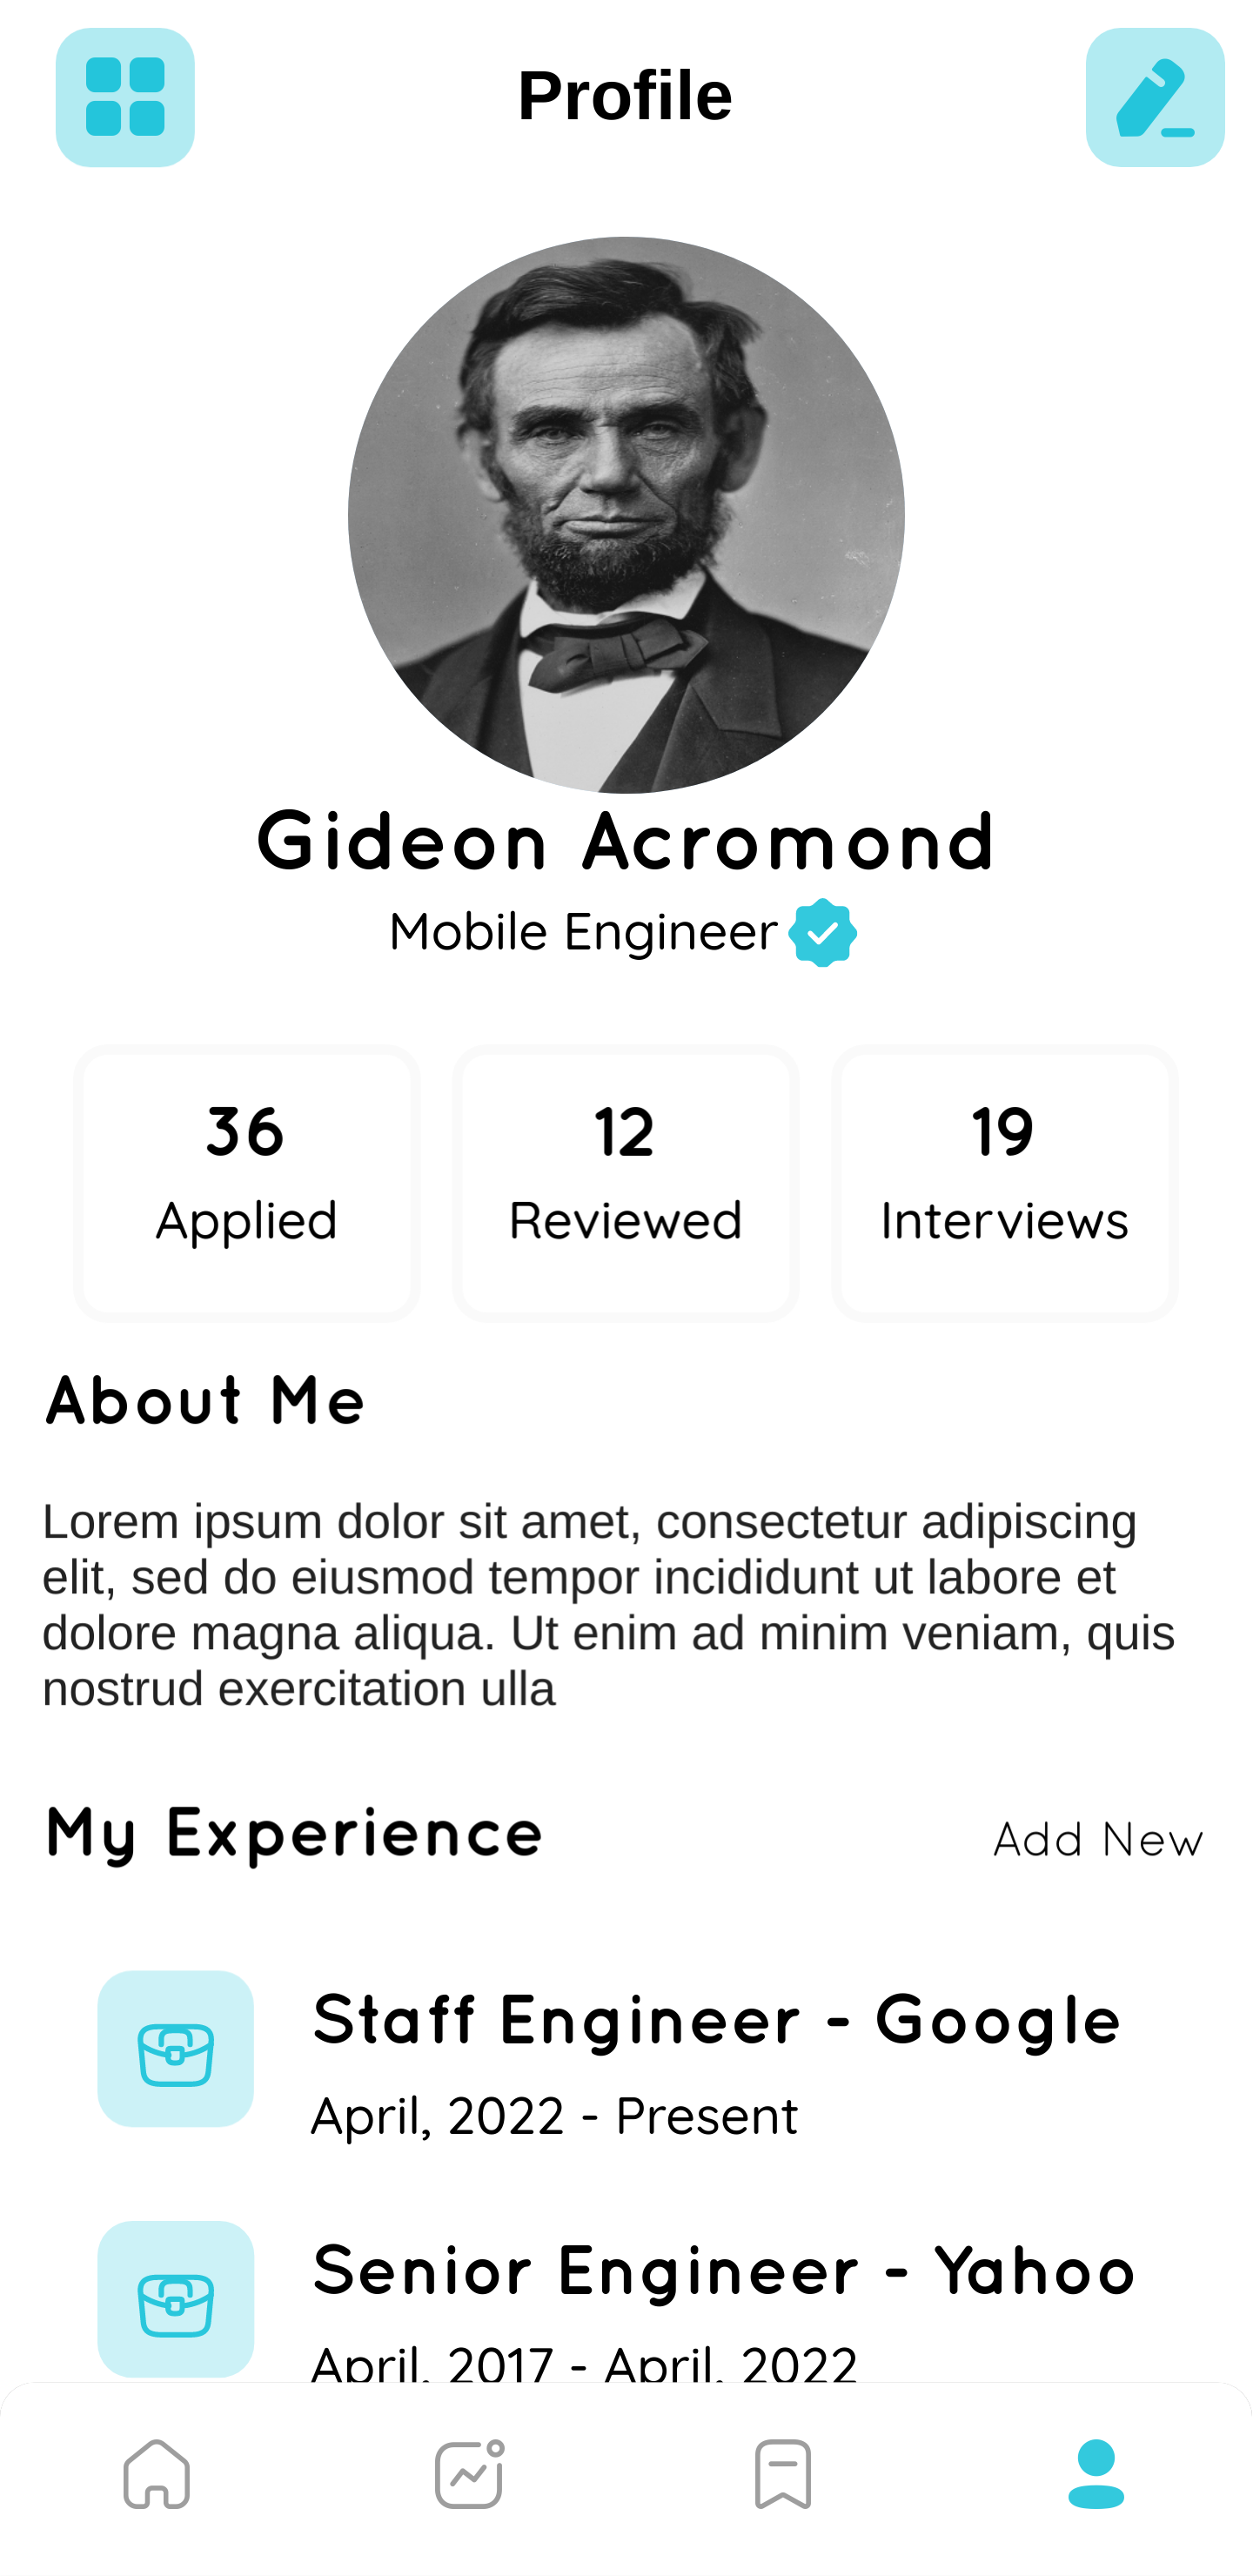 Profile
Gideon Acromond
Mobile Engineer
36
12
19
Applied
Reviewed
Interviews
About Me
Lorem ipsum dolor sit amet, consectetur adipiscing
elit, sed do eiusmod tempor incididunt ut labore et
dolore magna aliqua. Ut enim ad minim veniam, quis
nostrud exercitation ulla
My Experience
Add New
Staff Engineer - Google
April, 2022 - Present
Senior Engineer - Yahoo
April, 2017 - April, 2022